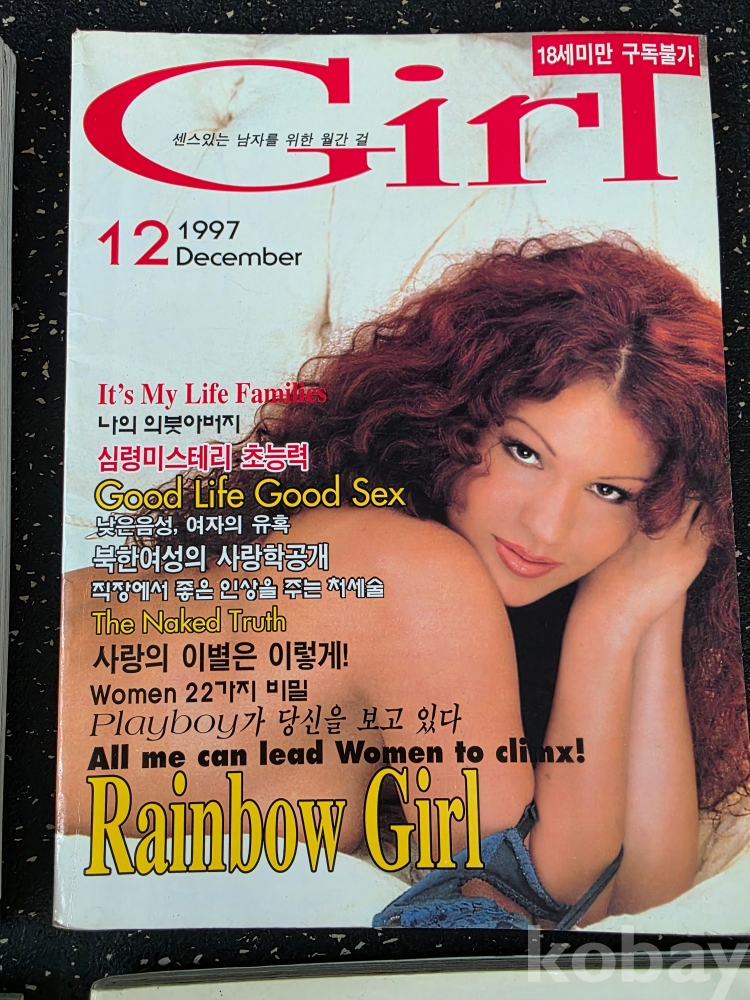 Girl
18세미만 구독불가
센스있는 남자를 위한 월간 걸
12 1997
December
It's My Life Families
나의 의붓아버지
심령미스테리 초능력
Good Life Good Sex
낮은음성, 여자의 유혹
북한여성의 사랑학공개
직장에서 좋은 인상을 주는 처세술
The Naked Truth
사랑의 이별은 이렇게!
Women 22가지 비밀
Playboy가 당신을 보고 있다
All me can lead Women to climx!
Rainbow Girl
kobay